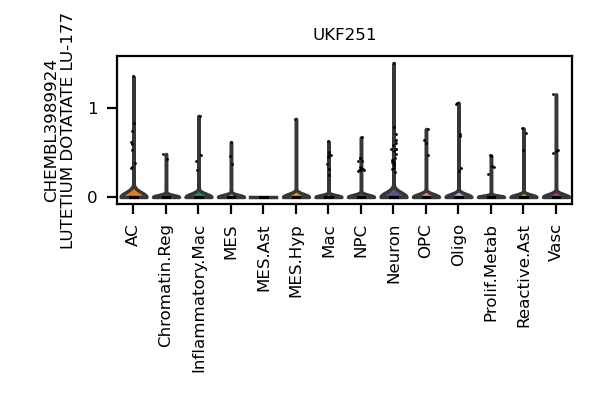 UKF251
CHEMBL3989924
LUTETIUM DOTATATE LU-177
1
0
AC
Chromatin.Reg
Inflammatory.Mac
MES
MES.Ast
MES.Hyp
Mac
NPC
Neuron
OPC
Oligo
Prolif.Metab
Reactive.Ast
Vasc